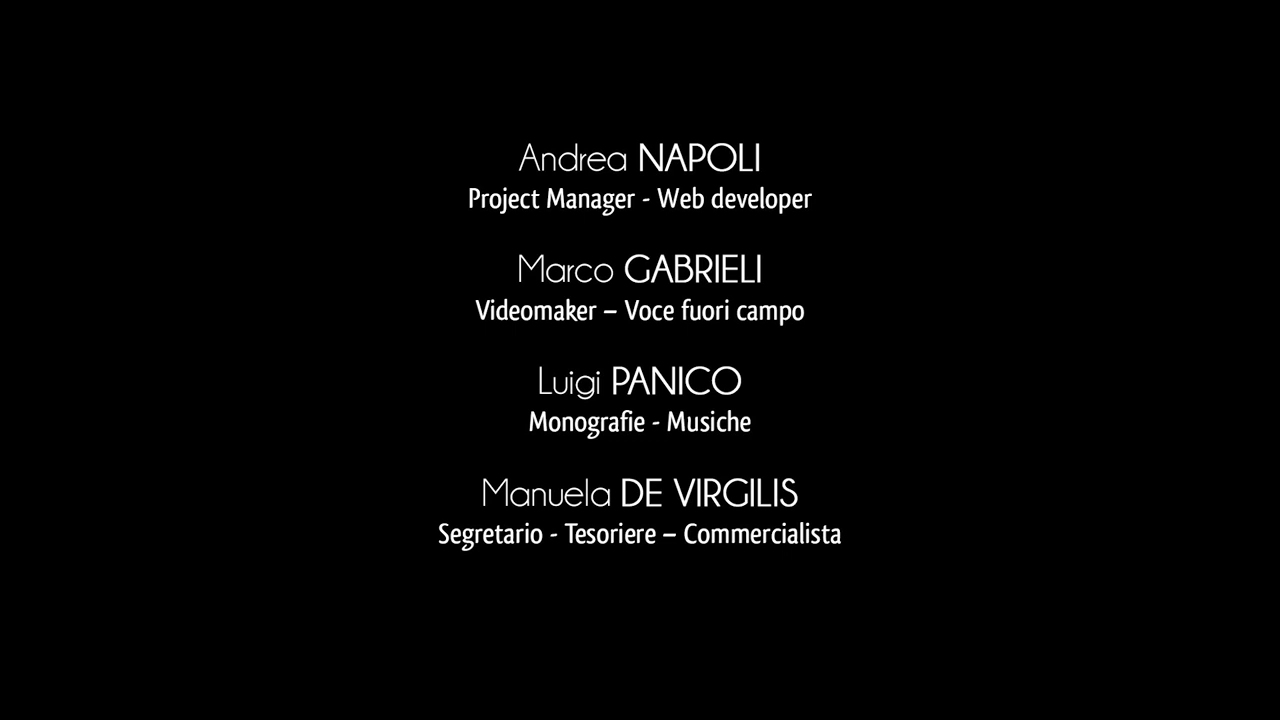 Andrea NAPOLI
Project Manager - Web developer
Marco GABRIELI
Videomaker – Voce fuori campo
Luigi PANICO
Monografie - Musiche
Manuela DE VIRGILIS
Segretario - Tesoriere – Commercialista